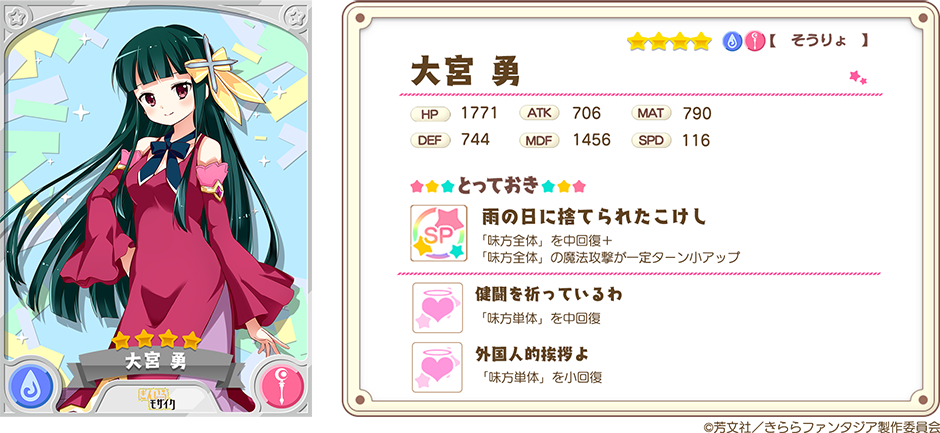 大宮 勇
きんいろ
モザイク
【 そうりょ 】
大宮 勇
HP 1771 ATK 706 MAT 790
DEF 744 MDF 1456 SPD 116
とっておき
SP
雨の日に捨てられたこけし
「味方全体」を中回復+
「味方全体」の魔法攻撃が一定ターン小アップ
健闘を祈っているわ
「味方単体」を中回復
外国人的挨拶よ
「味方単体」を小回復
©芳文社/きららファンタジア製作委員会